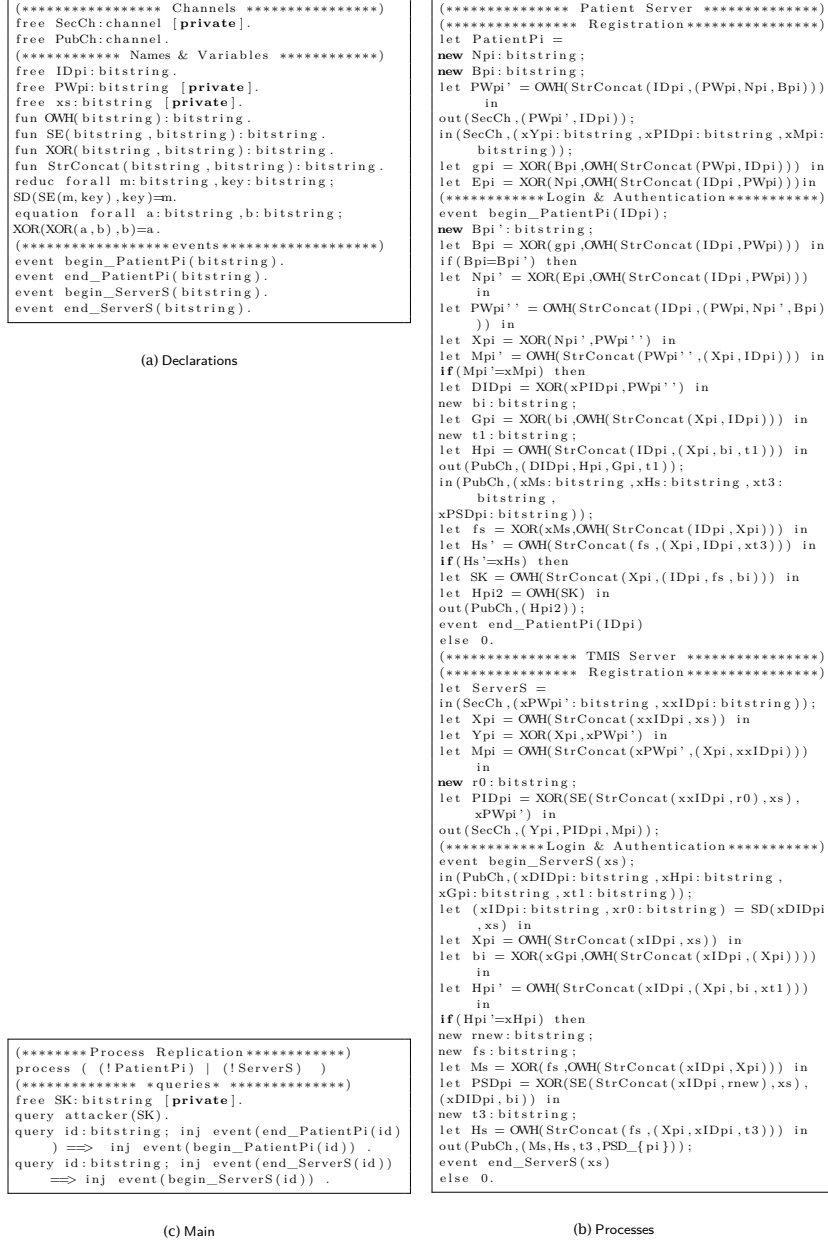 (***************** Channels ****************)
free SecCh:channel [private].
free PubCh:channel.
(************ Names & Variables ************)
free IDpi:bitstring.
free PWpi:bitstring [private].
free xs:bitstring [private].
fun OWH(bitstring):bitstring.
fun SE(bitstring,bitstring):bitstring.
fun XOR(bitstring,bitstring):bitstring.
fun StrConcat(bitstring,bitstring):bitstring.
reduc forall m:bitstring,key:bitstring;
SD(SE(m,key),key)=m.
equation forall a:bitstring,b:bitstring;
XOR(XOR(a,b),b)=a.
(******************events*******************)
event begin_PatientPi(bitstring).
event end_PatientPi(bitstring).
event begin_ServerS(bitstring).
event end_ServerS(bitstring).
(a) Declarations
(********Process Replication************)
process ( (!PatientPi) | (!ServerS) )
(************** *queries* **************)
free SK:bitstring [private].
query attacker(SK).
query id:bitstring; inj event(end_PatientPi(id)
) ==> inj event(begin_PatientPi(id)) .
query id:bitstring; inj event(end_ServerS(id))
==> inj event(begin_ServerS(id)) .
(c) Main
(*************** Patient Server **************)
(**************** Registration****************)
let PatientPi =
new Npi:bitstring;
new Bpi:bitstring;
let PWpi' = OWH(StrConcat(IDpi,(PWpi,Npi,Bpi)))
in
out(SecCh,(PWpi',IDpi));
in(SecCh,(xYpi:bitstring,xPIDpi:bitstring,xMpi:
bitstring));
let gpi = XOR(Bpi,OWH(StrConcat(PWpi,IDpi))) in
let Epi = XOR(Npi,OWH(StrConcat(IDpi,PWpi)))in
(************Login & Authentication***********)
event begin_PatientPi(IDpi);
new Bpi':bitstring;
let Bpi = XOR(gpi,OWH(StrConcat(IDpi,PWpi))) in
if(Bpi=Bpi') then
let Npi' = XOR(Epi,OWH(StrConcat(IDpi,PWpi)))
in
let PWpi'' = OWH(StrConcat(IDpi,(PWpi,Npi',Bpi)
)) in
let Xpi = XOR(Npi',PWpi'') in
let Mpi' = OWH(StrConcat(PWpi'',(Xpi,IDpi))) in
if(Mpi'=xMpi) then
let DIDpi = XOR(xPIDpi,PWpi'') in
new bi:bitstring;
let Gpi = XOR(bi,OWH(StrConcat(Xpi,IDpi))) in
new t1:bitstring;
let Hpi = OWH(StrConcat(IDpi,(Xpi,bi,t1))) in
out(PubCh,(DIDpi,Hpi,Gpi,t1));
in(PubCh,(xMs:bitstring,xHs:bitstring,xt3:
bitstring,
xPSDpi:bitstring));
let fs = XOR(xMs,OWH(StrConcat(IDpi,Xpi))) in
let Hs' = OWH(StrConcat(fs,(Xpi,IDpi,xt3))) in
if(Hs'=xHs) then
let SK = OWH(StrConcat(Xpi,(IDpi,fs,bi))) in
let Hpi2 = OWH(SK) in
out(PubCh,(Hpi2));
event end_PatientPi(IDpi)
else 0.
(**************** TMIS Server ****************)
(**************** Registration****************)
let ServerS =
in(SecCh,(xPWpi':bitstring,xxIDpi:bitstring));
let Xpi = OWH(StrConcat(xxIDpi,xs)) in
let Ypi = XOR(Xpi,xPWpi') in
let Mpi = OWH(StrConcat(xPWpi',(Xpi,xxIDpi)))
in
new r0:bitstring;
let PIDpi = XOR(SE(StrConcat(xxIDpi,r0),xs),
xPWpi') in
out(SecCh,(Ypi,PIDpi,Mpi));
(************Login & Authentication***********)
event begin_ServerS(xs);
in(PubCh,(xDIDpi:bitstring,xHpi:bitstring,
xGpi:bitstring,xt1:bitstring));
let (xIDpi:bitstring,xr0:bitstring) = SD(xDIDpi
,xs) in
let Xpi = OWH(StrConcat(xIDpi,xs)) in
let bi = XOR(xGpi,OWH(StrConcat(xIDpi,(Xpi))))
in
let Hpi' = OWH(StrConcat(xIDpi,(Xpi,bi,xt1)))
in
if(Hpi'=xHpi) then
new rnew:bitstring;
new fs:bitstring;
let Ms = XOR(fs,OWH(StrConcat(xIDpi,Xpi))) in
let PSDpi = XOR(SE(StrConcat(xIDpi,rnew),xs),
(xDIDpi,bi)) in
new t3:bitstring;
let Hs = OWH(StrConcat(fs,(Xpi,xIDpi,t3))) in
out(PubCh,(Ms,Hs,t3,PSD_{pi}));
event end_ServerS(xs)
else 0.
(b) Processes